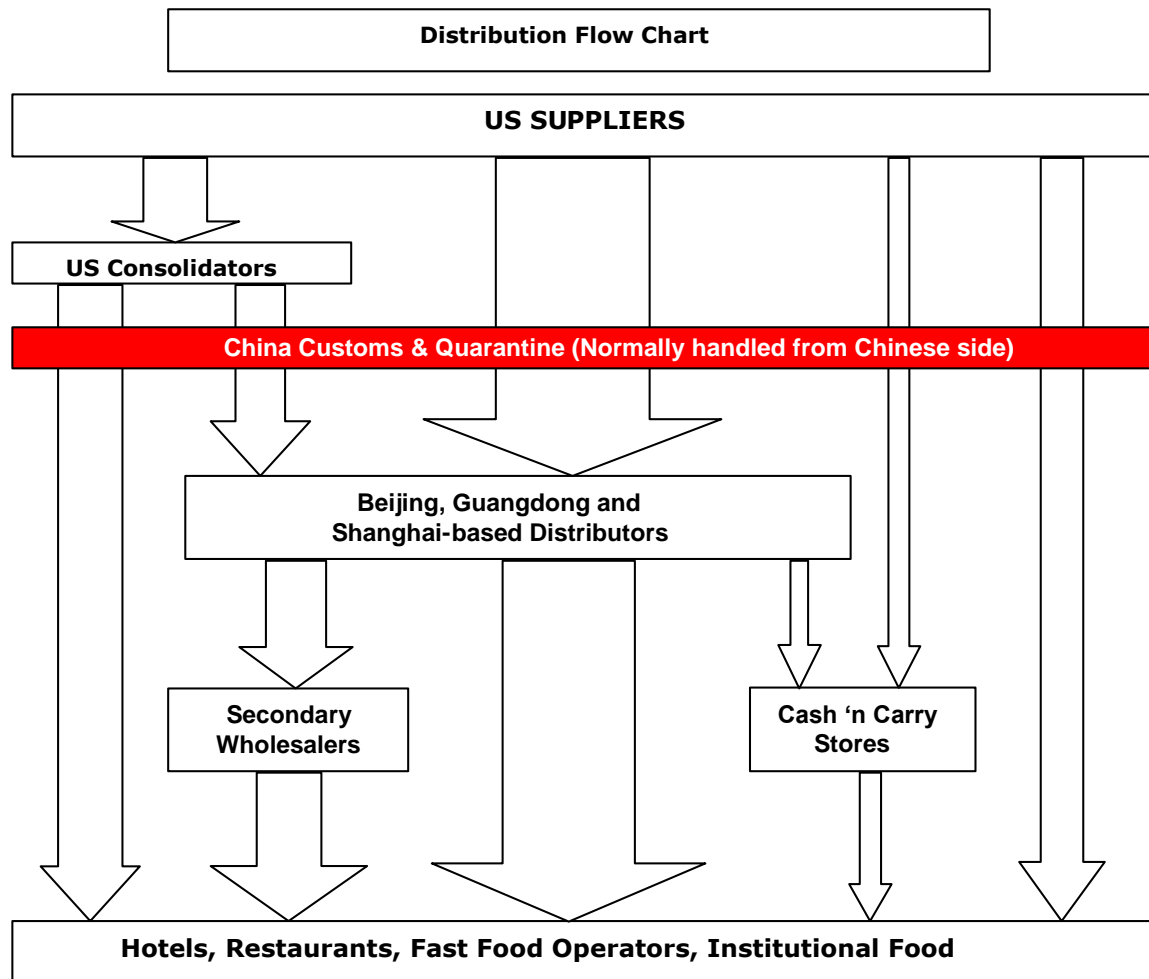 Distribution Flow Chart
US SUPPLIERS
US Consolidators
China Customs & Quarantine (Normally handled from Chinese side)
Beijing, Guangdong and
Shanghai-based Distributors
Secondary
Wholesalers
Cash ‘n Carry
Stores
Hotels, Restaurants, Fast Food Operators, Institutional Food